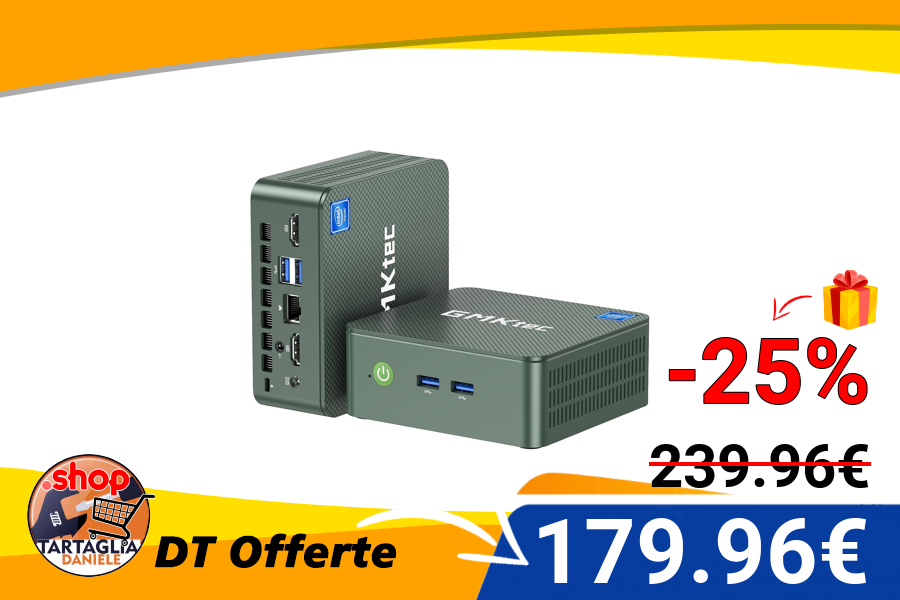 GMKtec
GMKtec
-25%
239.96€
179.96€
.shop
TARTAGLIA
DANIELE
DT Offerte